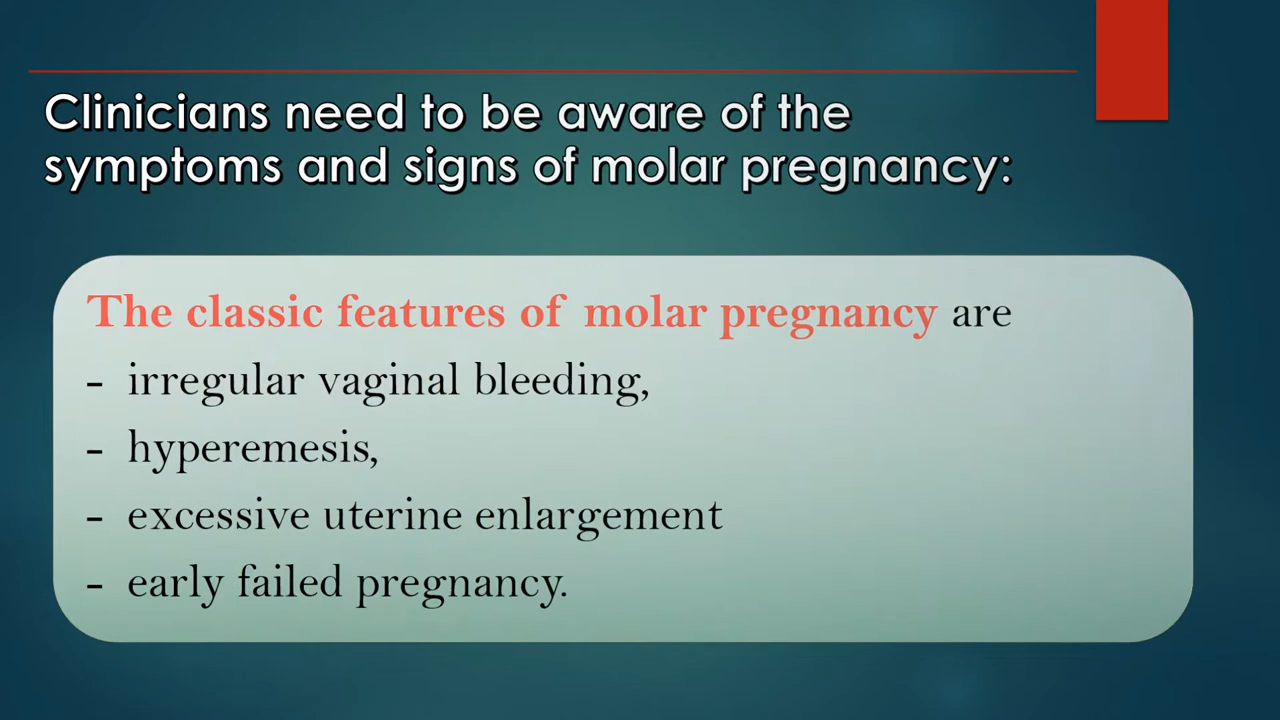 Clinicians need to be aware of the
symptoms and signs of molar pregnancy:
The classic features of molar pregnancy are
- irregular vaginal bleeding,
- hyperemesis,
- excessive uterine enlargement
- early failed pregnancy.